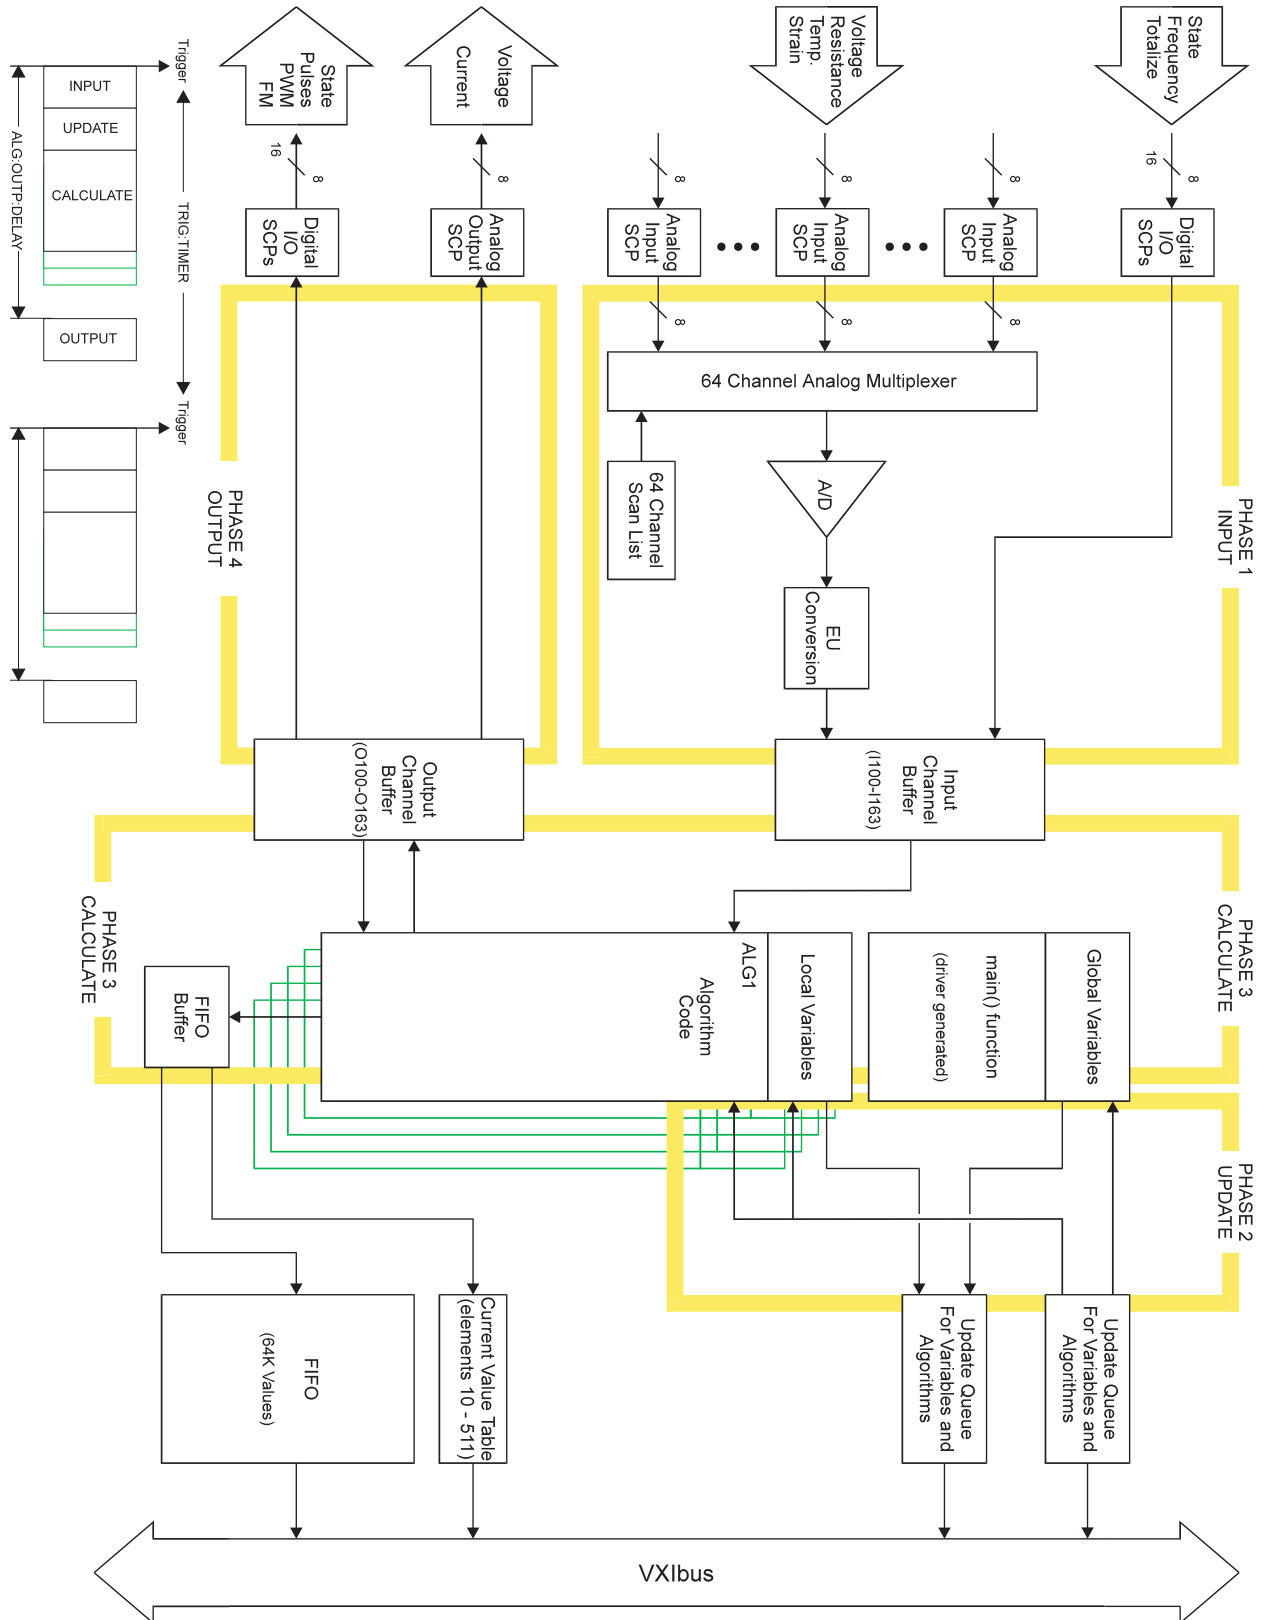 State
Frequency
Totalize
Voltage
Resistance
Temp.
Strain
Voltage
Current
State
Pulses
PWM
FM
16
8
8
8
8
8
16
8
Digital
I/O
SCPs
Analog
Input
SCP
Analog
Input
SCP
Analog
Input
SCP
Analog
Output
SCP
Digital
I/O
SCPs
8
8
8
64 Channel Analog Multiplexer
64 Channel
Scan List
A/D
EU
Conversion
PHASE 1
INPUT
PHASE 4
OUTPUT
Input
Channel
Buffer
(I100-I163)
Output
Channel
Buffer
(O100-O163)
PHASE 3
CALCULATE
PHASE 3
CALCULATE
Global Variables
main() function
(driver generated)
Local Variables
ALG1
Algorithm
Code
FIFO
Buffer
PHASE 2
UPDATE
Update Queue
For Variables and
Algorithms
Update Queue
For Variables and
Algorithms
Current Value Table
(elements 10 - 511)
FIFO
(64K Values)
VXIbus
Trigger
TRIG:TIMER
Trigger
INPUT
UPDATE
CALCULATE
OUTPUT
ALG:OUTP:DELAY